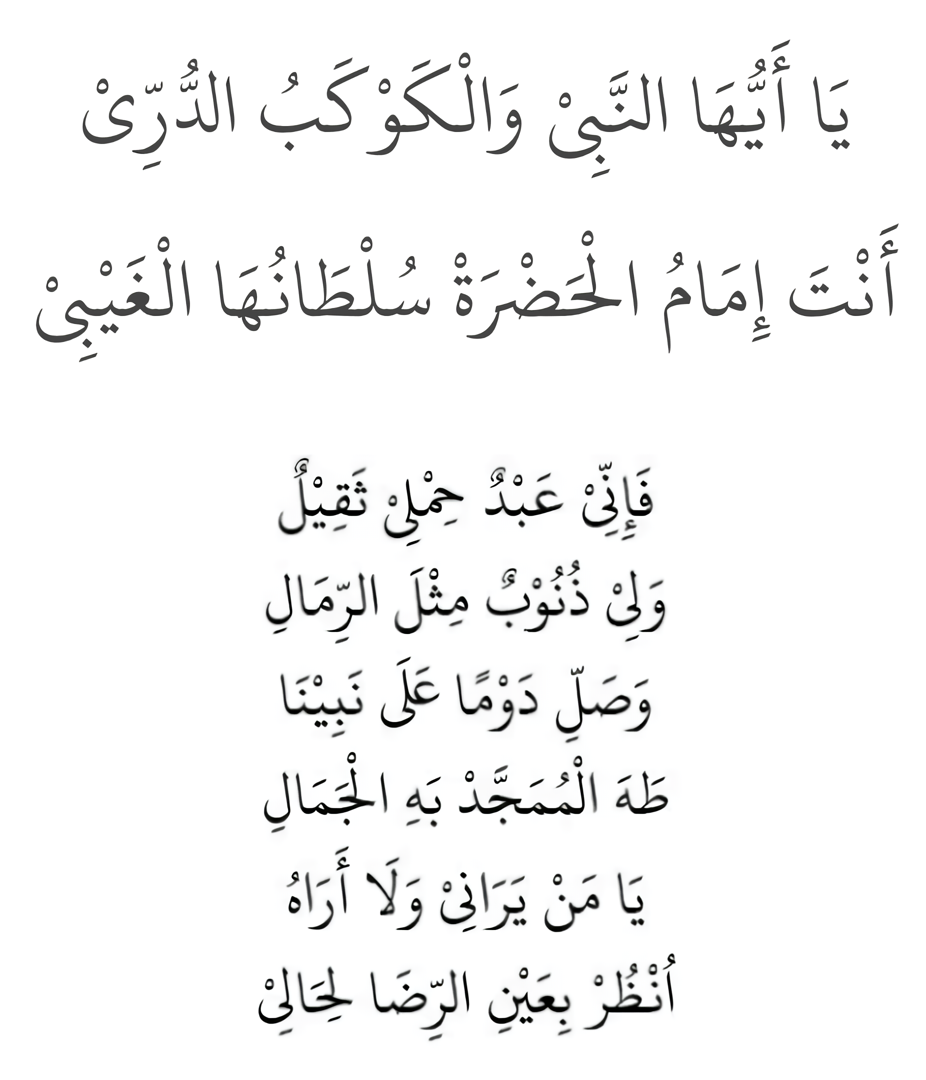 يَا أَيُّهَا النَّبِىْ وَالْكَوْكَبُ الدُّرِّىْ
أَنْتَ إِمَامُ الْحَضْرَةْ سُلْطَانُهَا الْغَيْبِىْ
فَإِنِّىْ عَبْدٌ حِمْلِىْ ثَقِيْلٌ
وَلِىْ ذُنُوْبٌ مِثْلَ الرِّمَالِ
وَصَلِّ دَوْمًا عَلَى نَبِيْنَا
طَهَ الْمُمَجَّدْ بَهِ الْجَمَالِ
يَا مَنْ يَرَانِىْ وَلَا أَرَاهُ
اُنْظُرْ بِعَيْنِ الرِّضَا لِحَالِىْ